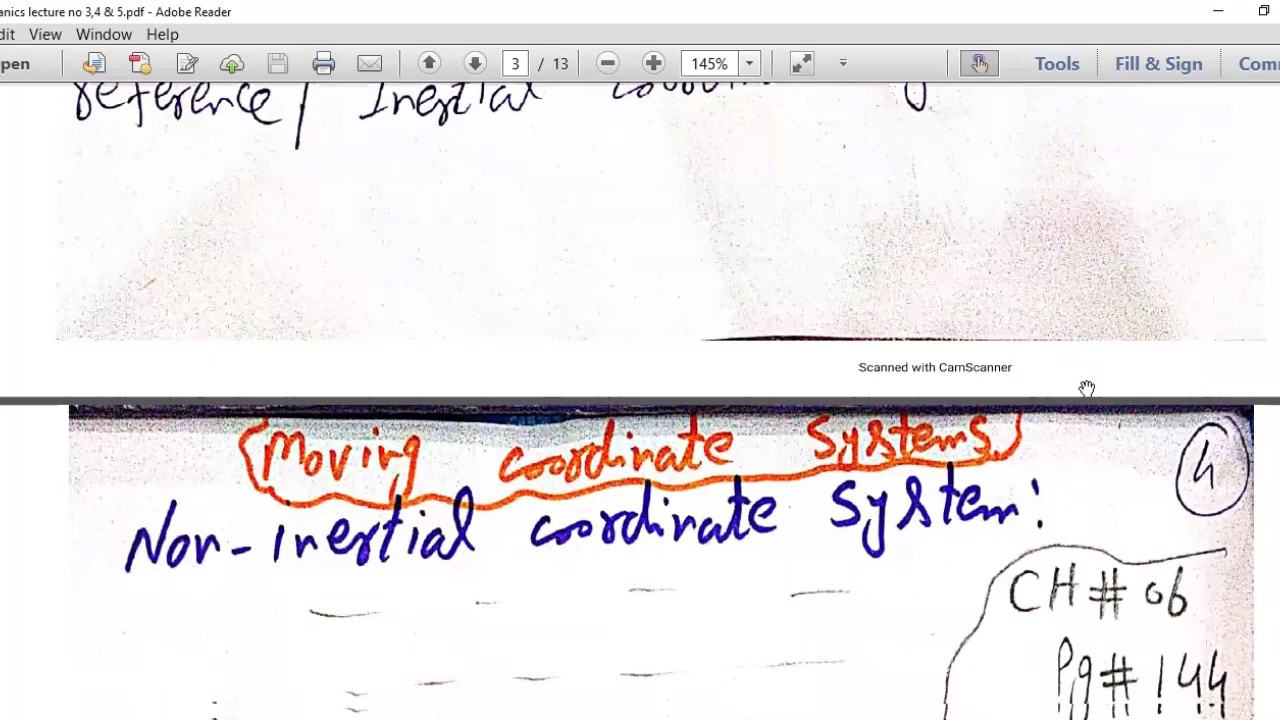 anics lecture no 3,4 & 5.pdf - Adobe Reader
dit View Window Help
pen 3 / 13 145% Tools Fill & Sign Com
reference/ Inertial
Scanned with CamScanner
(Moving coordinate Systems)
4
Non-inertial coordinate System:
CH # 06
Pg # 144